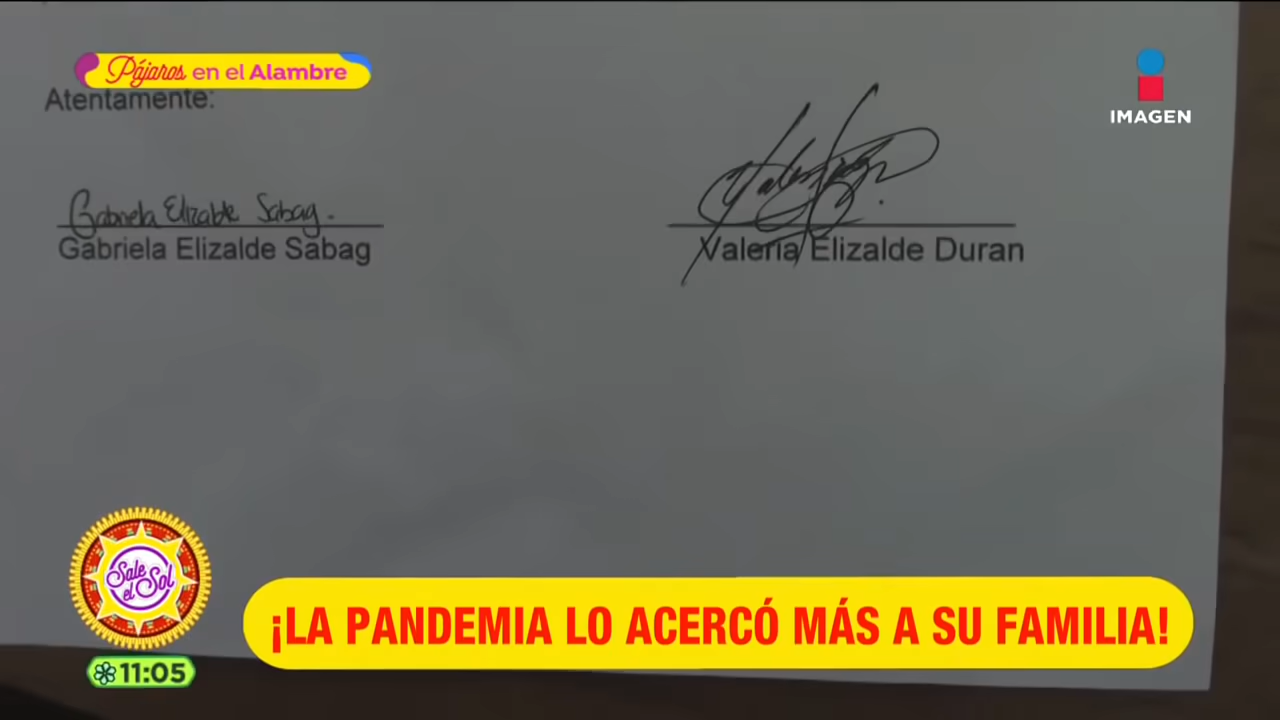 Pájaros en el Alambre
IMAGEN
Atentamente:
Gabriela Elizalde Sabag.
Gabriela Elizalde Sabag
Valeria Elizalde Duran
Sale el Sol
¡LA PANDEMIA LO ACERCÓ MÁS A SU FAMILIA!
11:05